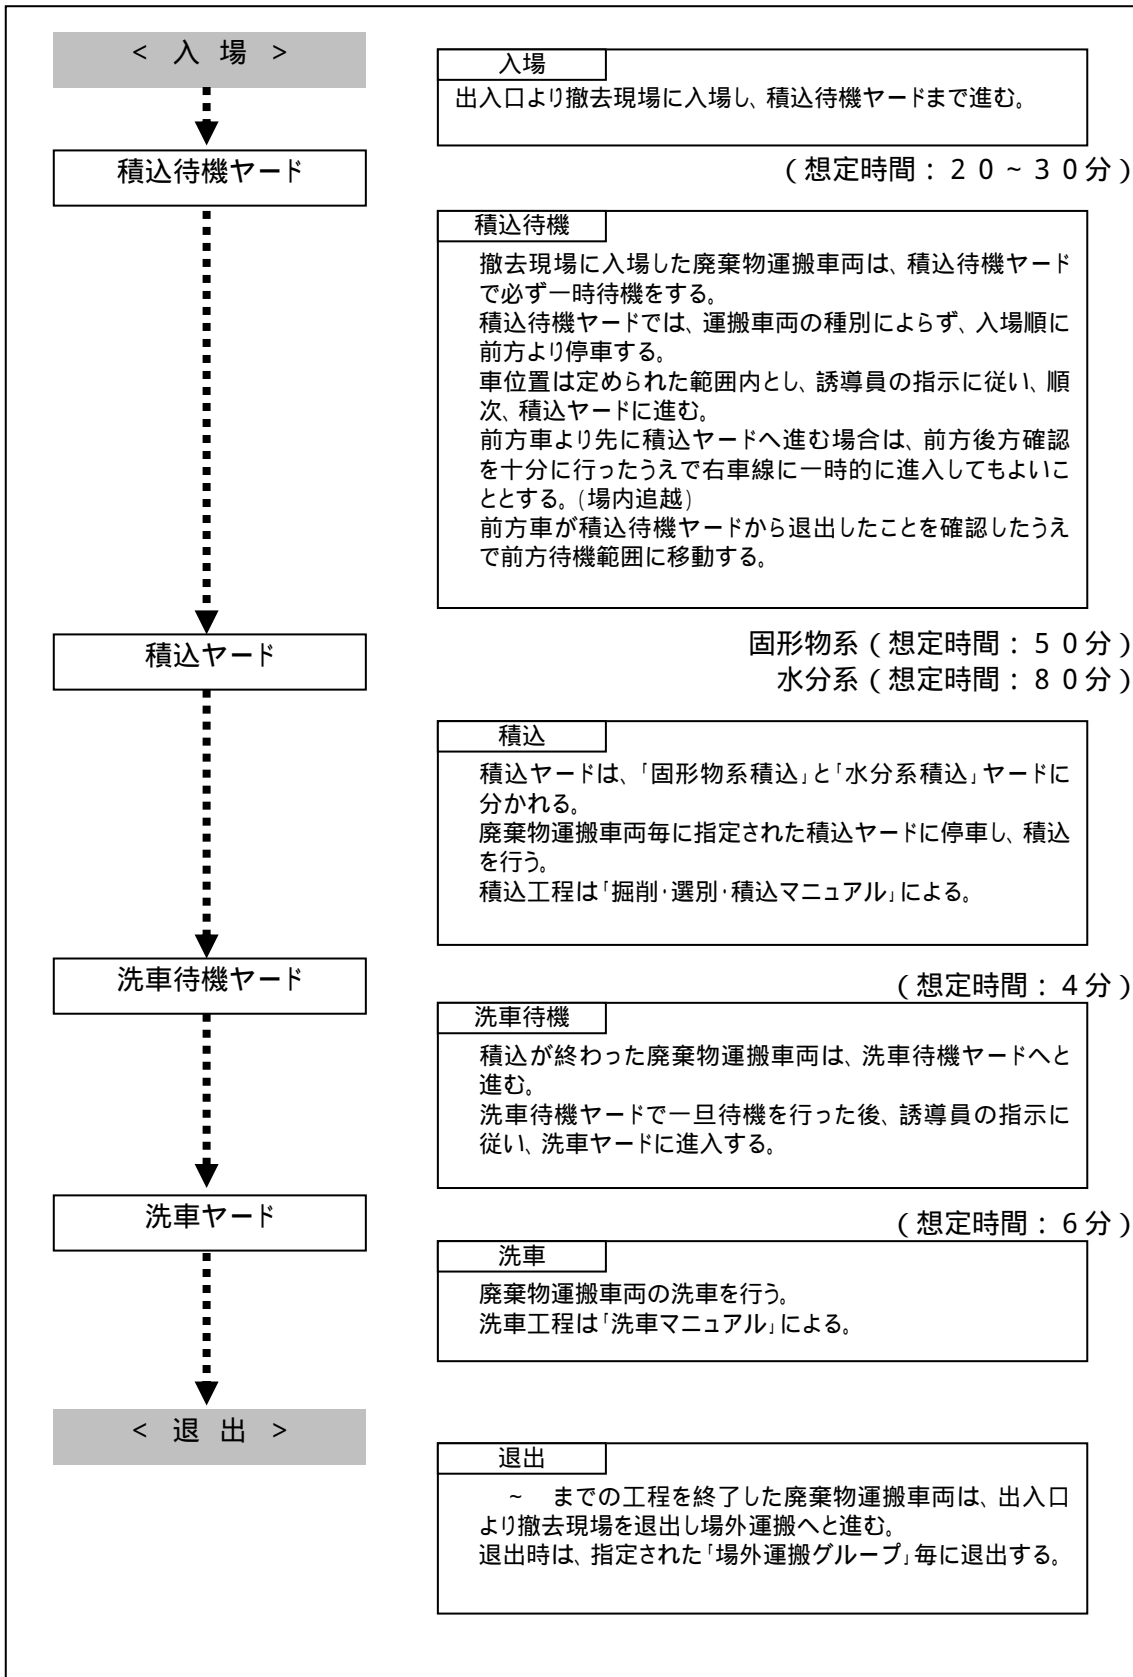 < 入 場 >
入場
出入口より撤去現場に入場し、積込待機ヤードまで進む。
積込待機ヤード
(想定時間：２０~３０分)
積込待機
撤去現場に入場した廃棄物運搬車両は、積込待機ヤード
で必ず一時待機をする。
積込待機ヤードでは、運搬車両の種別によらず、入場順に
前方より停車する。
車位置は定められた範囲内とし、誘導員の指示に従い、順
次、積込ヤードに進む。
前方車より先に積込ヤードへ進む場合は、前方後方確認
を十分に行ったうえで右車線に一時的に進入してもよいこ
ととする。(場内追越)
前方車が積込待機ヤードから退出したことを確認したうえ
で前方待機範囲に移動する。
積込ヤード
固形物系(想定時間：５０分)
水分系(想定時間：８０分)
積込
積込ヤードは、「固形物系積込」と「水分系積込」ヤードに
分かれる。
廃棄物運搬車両毎に指定された積込ヤードに停車し、積込
を行う。
積込工程は「掘削・選別・積込マニュアル」による。
洗車待機ヤード
(想定時間：４分)
洗車待機
積込が終わった廃棄物運搬車両は、洗車待機ヤードへと
進む。
洗車待機ヤードで一旦待機を行った後、誘導員の指示に
従い、洗車ヤードに進入する。
洗車ヤード
(想定時間：６分)
洗車
廃棄物運搬車両の洗車を行う。
洗車工程は「洗車マニュアル」による。
< 退 出 >
退出
~ までの工程を終了した廃棄物運搬車両は、出入口
より撤去現場を退出し場外運搬へと進む。
退出時は、指定された「場外運搬グループ」毎に退出する。